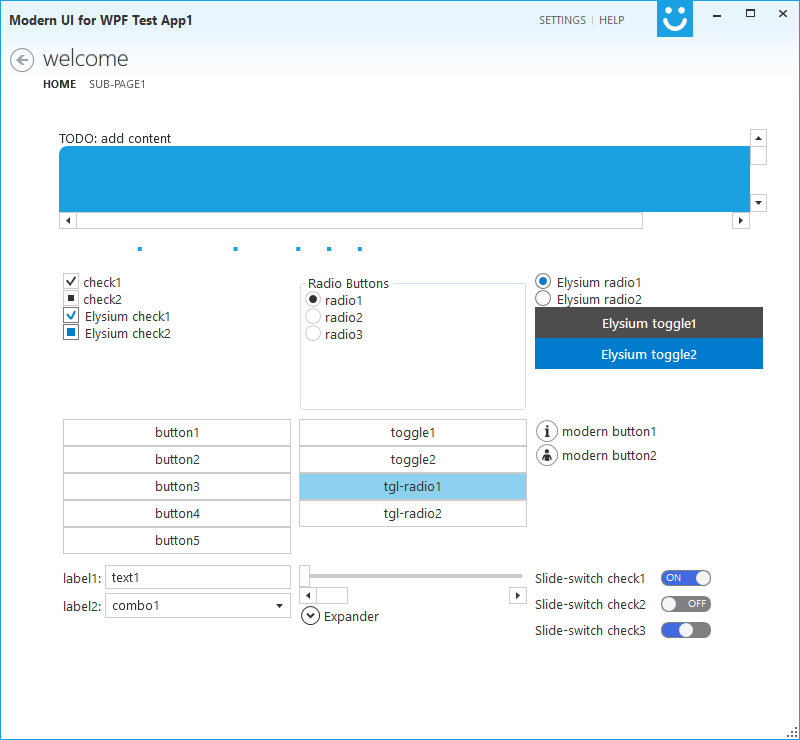 Modern UI for WPF Test App1
SETTINGS | HELP
welcome
HOME SUB-PAGE1
TODO: add content
check1
check2
Elysium check1
Elysium check2
Radio Buttons
radio1
radio2
radio3
Elysium radio1
Elysium radio2
Elysium toggle1
Elysium toggle2
button1
button2
button3
button4
button5
toggle1
toggle2
tgl-radio1
tgl-radio2
modern button1
modern button2
label1: text1
label2: combo1
Expander
Slide-switch check1 ON
Slide-switch check2 OFF
Slide-switch check3